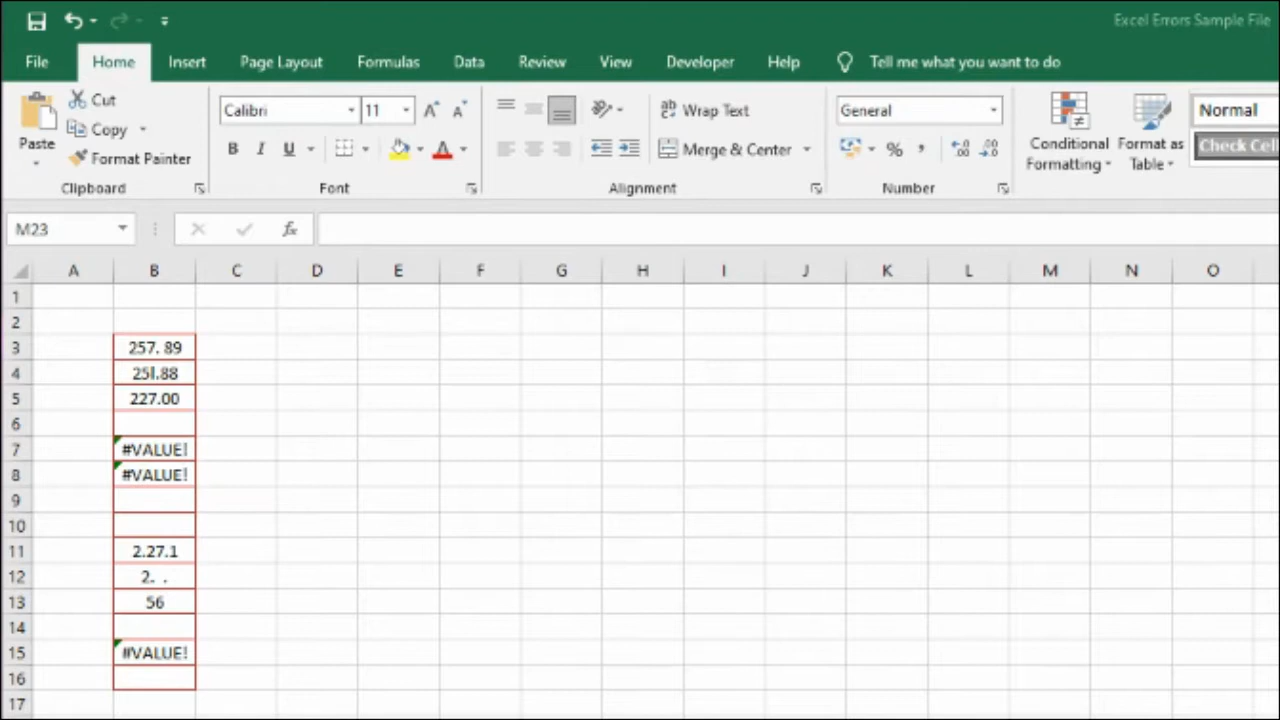 Excel Errors Sample File
File Home Insert Page Layout Formulas Data Review View Developer Help Tell me what you want to do
Cut
Copy
Format Painter
Paste
Clipboard
Calibri 11
B I U
Font
Wrap Text
Merge & Center
Alignment
General
%
Number
Conditional Formatting
Format as Table
Normal
Check Cell
M23 fx
A B C D E F G H I J K L M N O
1
2
3 257. 89
4 25l.88
5 227.00
6
7 #VALUE!
8 #VALUE!
9
10
11 2.27.1
12 2. .
13 56
14
15 #VALUE!
16
17